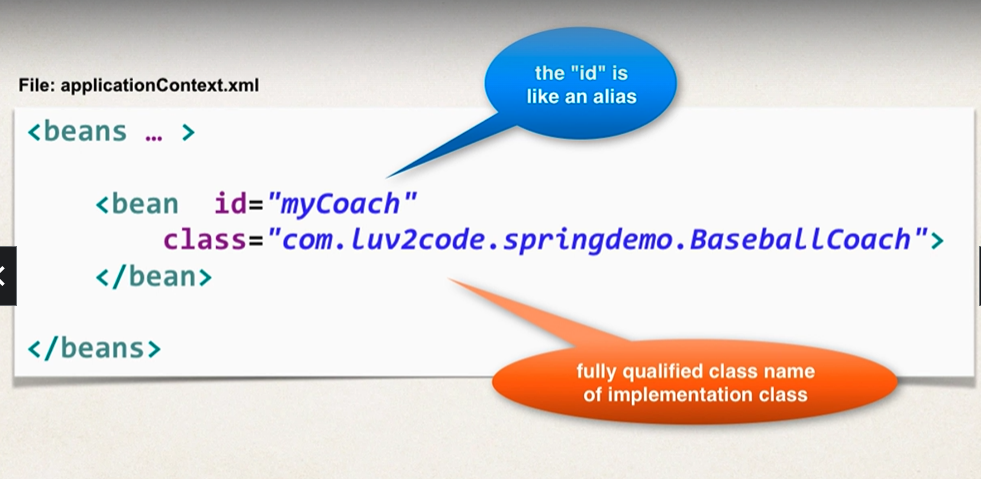 the "id" is
like an alias
File: applicationContext.xml
<beans … >
<bean id="myCoach"
class="com.luv2code.springdemo.BaseballCoach">
</bean>
</beans>
fully qualified class name
of implementation class